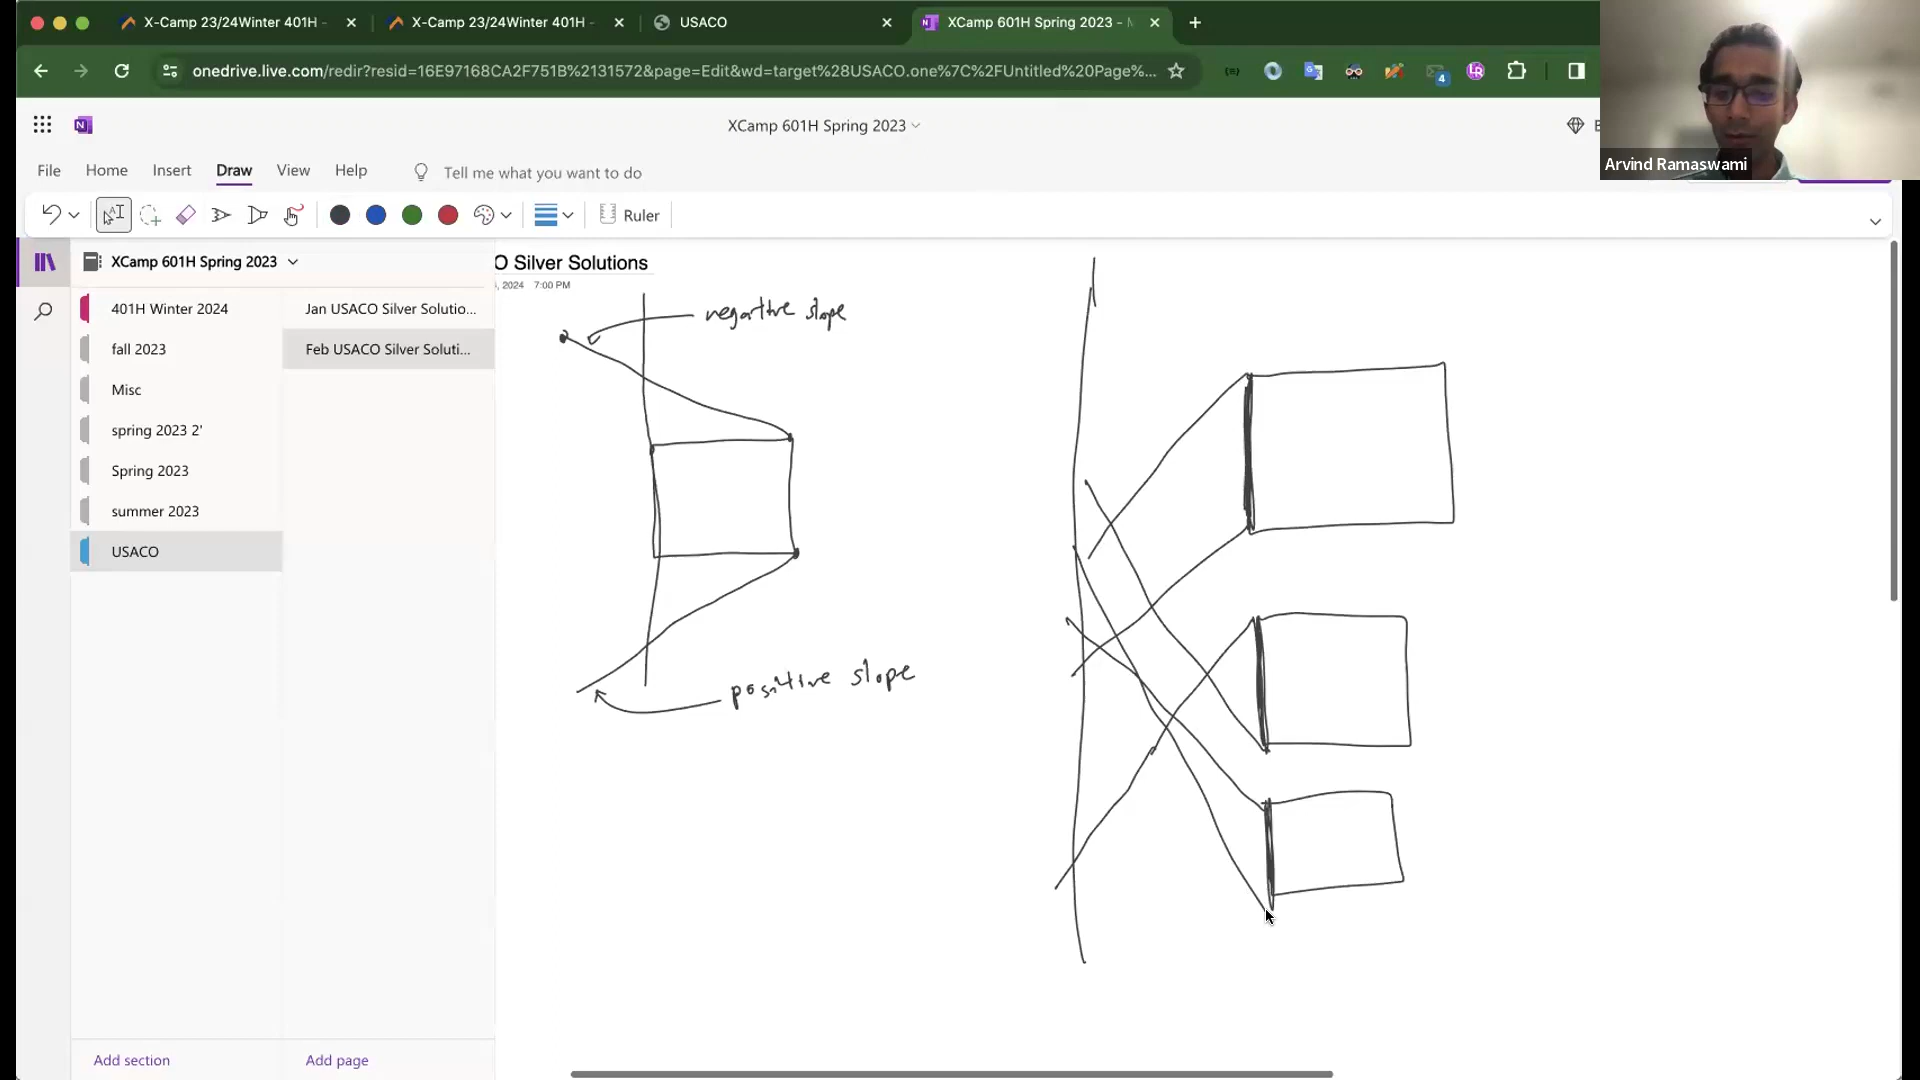 X-Camp 23/24Winter 401H -
X-Camp 23/24Winter 401H -
USACO
XCamp 601H Spring 2023 -
onedrive.live.com/redir?resid=16E97168CA2F751B%2131572&page=Edit&wd=target%28USACO.one%7C%2FUntitled%20Page%...
4
LR
XCamp 601H Spring 2023
Arvind Ramaswami
File
Home
Insert
Draw
View
Help
Tell me what you want to do
Ruler
XCamp 601H Spring 2023
O Silver Solutions
, 2024 7:00 PM
401H Winter 2024
fall 2023
Misc
spring 2023 2'
Spring 2023
summer 2023
USACO
Jan USACO Silver Solutio...
Feb USACO Silver Soluti...
negative slope
positive slope
Add section
Add page